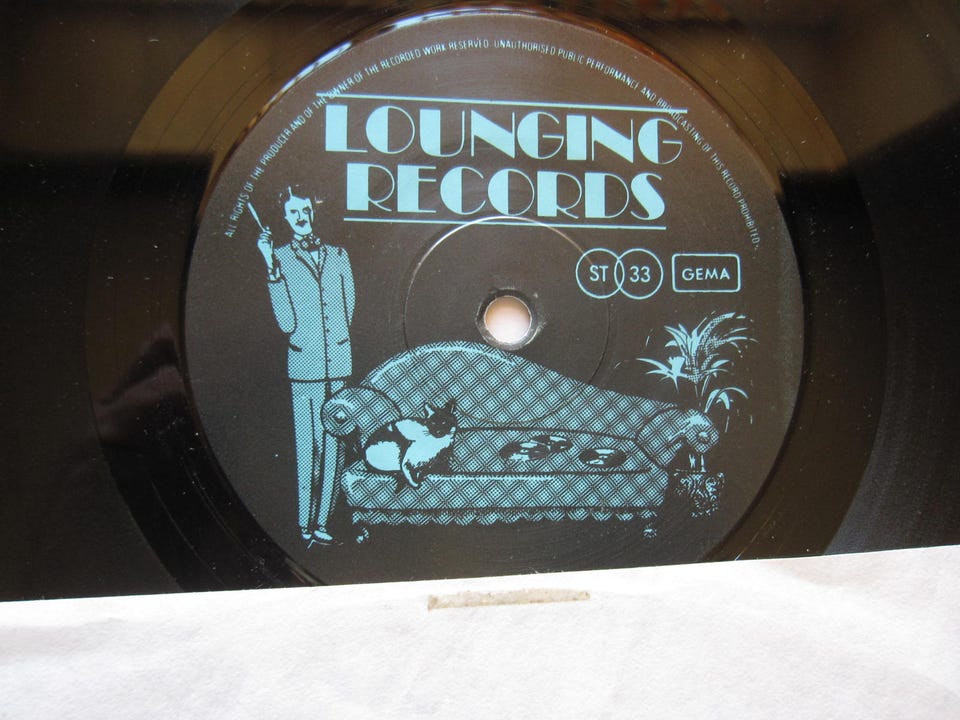 ALL RIGHTS OF THE PRODUCER AND OF THE OWNER OF THE RECORDED WORK RESERVED. UNAUTHORISED PUBLIC PERFORMANCE AND BROADCASTING OF THIS RECORD PROHIBITED.
LOUNGING
RECORDS
ST 33 GEMA